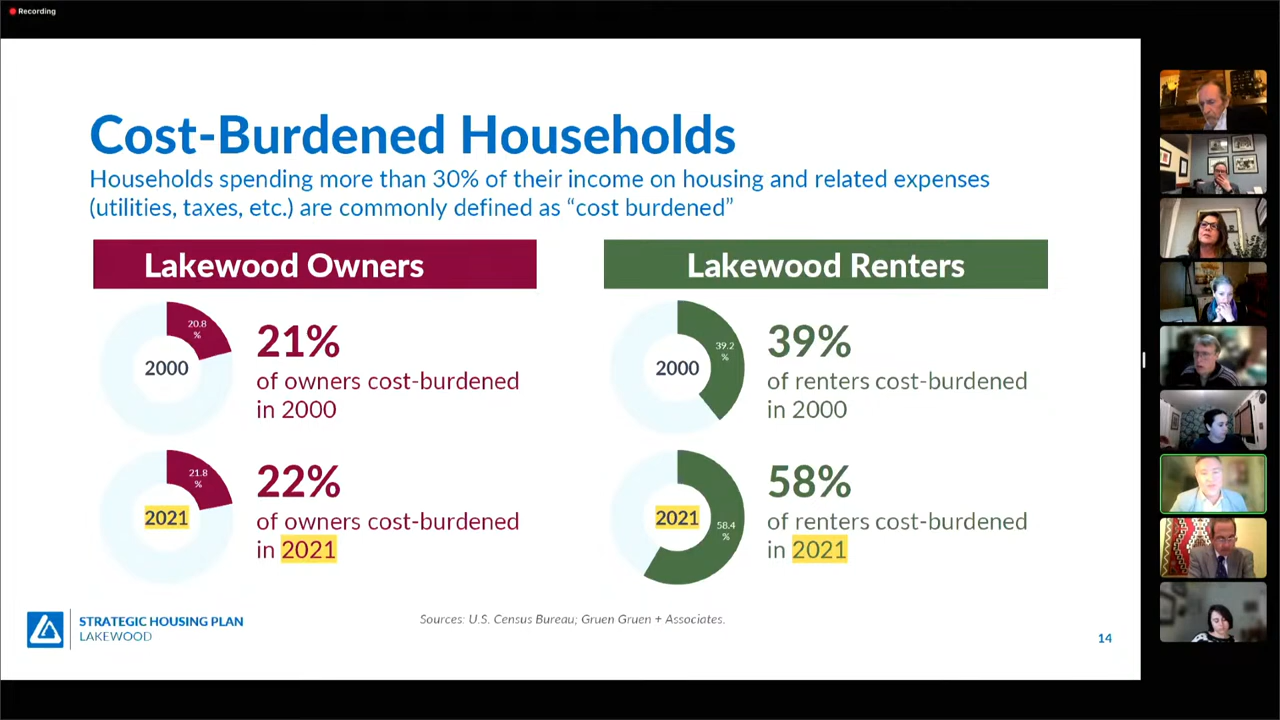 Recording
Cost-Burdened Households
Households spending more than 30% of their income on housing and related expenses
(utilities, taxes, etc.) are commonly defined as “cost burdened”
Lakewood Owners
20.8
%
2000
21%
of owners cost-burdened
in 2000
21.8
%
2021
22%
of owners cost-burdened
in 2021
Lakewood Renters
39.2
%
2000
39%
of renters cost-burdened
in 2000
58.4
%
2021
58%
of renters cost-burdened
in 2021
STRATEGIC HOUSING PLAN
LAKEWOOD
Sources: U.S. Census Bureau; Gruen Gruen + Associates.
14